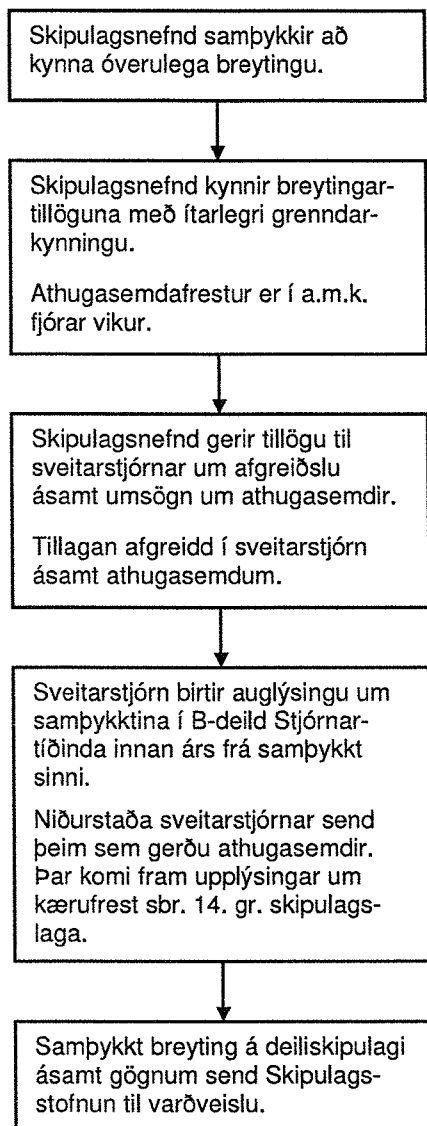 Skipulagsnefnd samþykkir að
kynna óverulega breytingu.
Skipulagsnefnd kynnir breytingar-
tillöguna með ítarlegri grenndar-
kynningu.
Athugasemdafrestur er í a.m.k.
fjórar vikur.
Skipulagsnefnd gerir tillögu til
sveitarstjórnar um afgreiðslu
ásamt umsögn um athugasemdir.
Tillagan afgreidd í sveitarstjórn
ásamt athugasemdum.
Sveitarstjórn birtir auglýsingu um
samþykktina í B-deild Stjórnar-
tíðinda innan árs frá samþykkt
sinni.
Niðurstaða sveitarstjórnar send
þeim sem gerðu athugasemdir.
Þar komi fram upplýsingar um
kærufrest sbr. 14. gr. skipulags-
laga.
Samþykkt breyting á deiliskipulagi
ásamt gögnum send Skipulags-
stofnun til varðveislu.